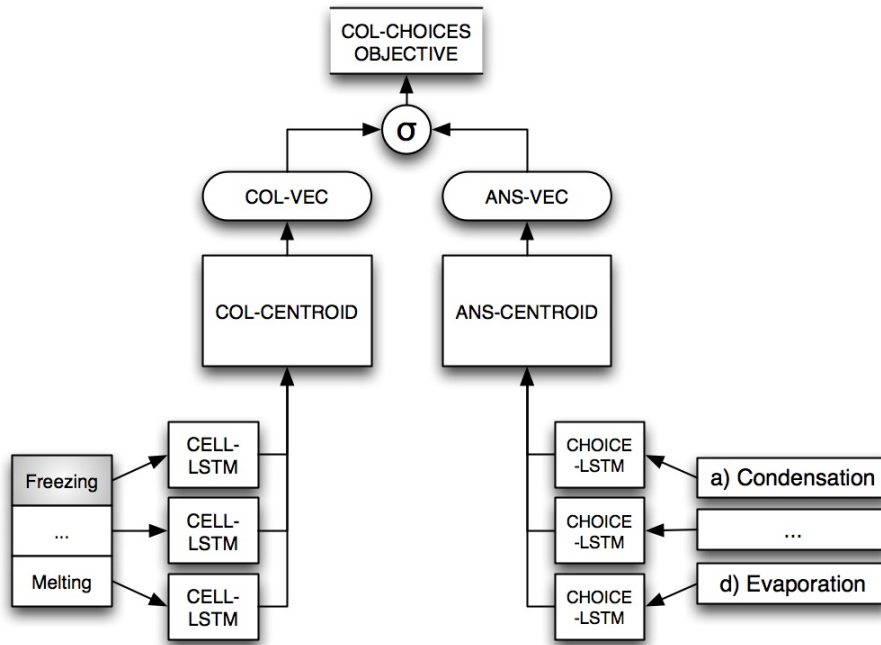 COL-CHOICES
OBJECTIVE
σ
COL-VEC
ANS-VEC
COL-CENTROID
ANS-CENTROID
Freezing
...
Melting
CELL-
LSTM
CELL-
LSTM
CELL-
LSTM
CHOICE
-LSTM
CHOICE
-LSTM
CHOICE
-LSTM
a) Condensation
...
d) Evaporation